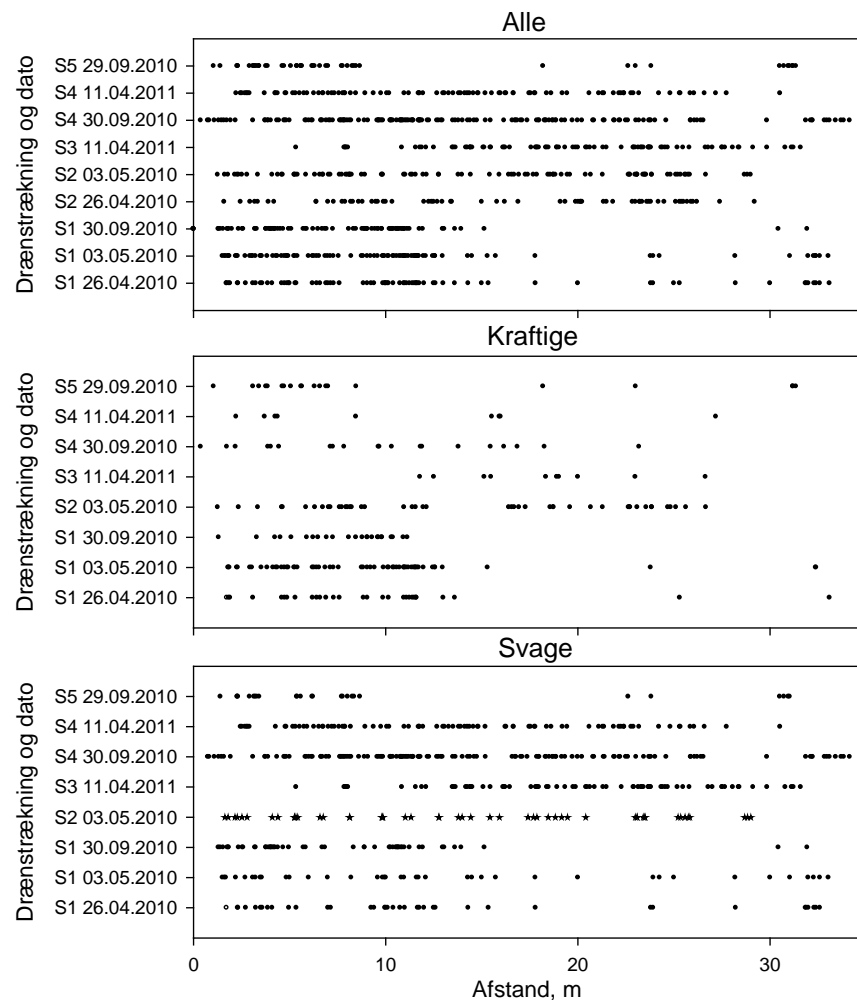 Alle
Drænstrækning og dato
S5 29.09.2010
S4 11.04.2011
S4 30.09.2010
S3 11.04.2011
S2 03.05.2010
S2 26.04.2010
S1 30.09.2010
S1 03.05.2010
S1 26.04.2010
Kraftige
Drænstrækning og dato
S5 29.09.2010
S4 11.04.2011
S4 30.09.2010
S3 11.04.2011
S2 03.05.2010
S1 30.09.2010
S1 03.05.2010
S1 26.04.2010
Svage
Drænstrækning og dato
S5 29.09.2010
S4 11.04.2011
S4 30.09.2010
S3 11.04.2011
S2 03.05.2010
S1 30.09.2010
S1 03.05.2010
S1 26.04.2010
0 10 20 30
Afstand, m